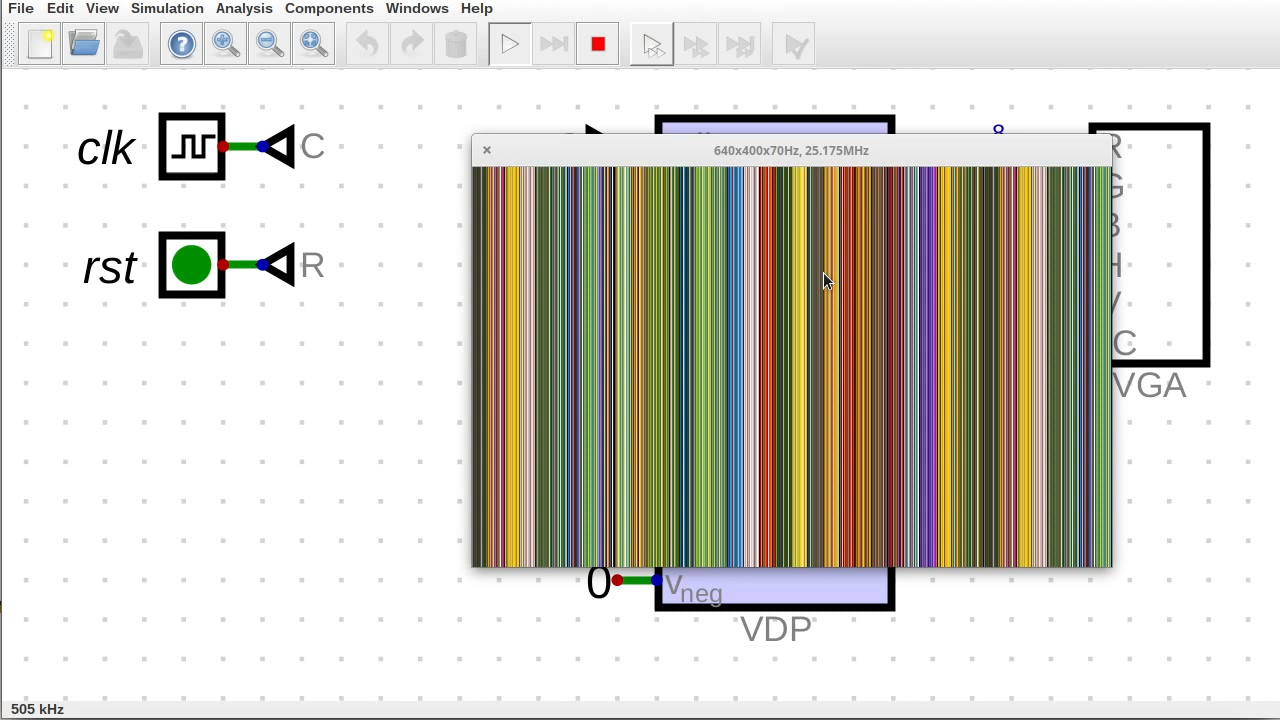 File Edit View Simulation Analysis Components Windows Help
clk
C
8
640x400x70Hz, 25.175MHz
R
G
B
H
V
C
rst
R
VGA
0
Vneg
VDP
505 kHz